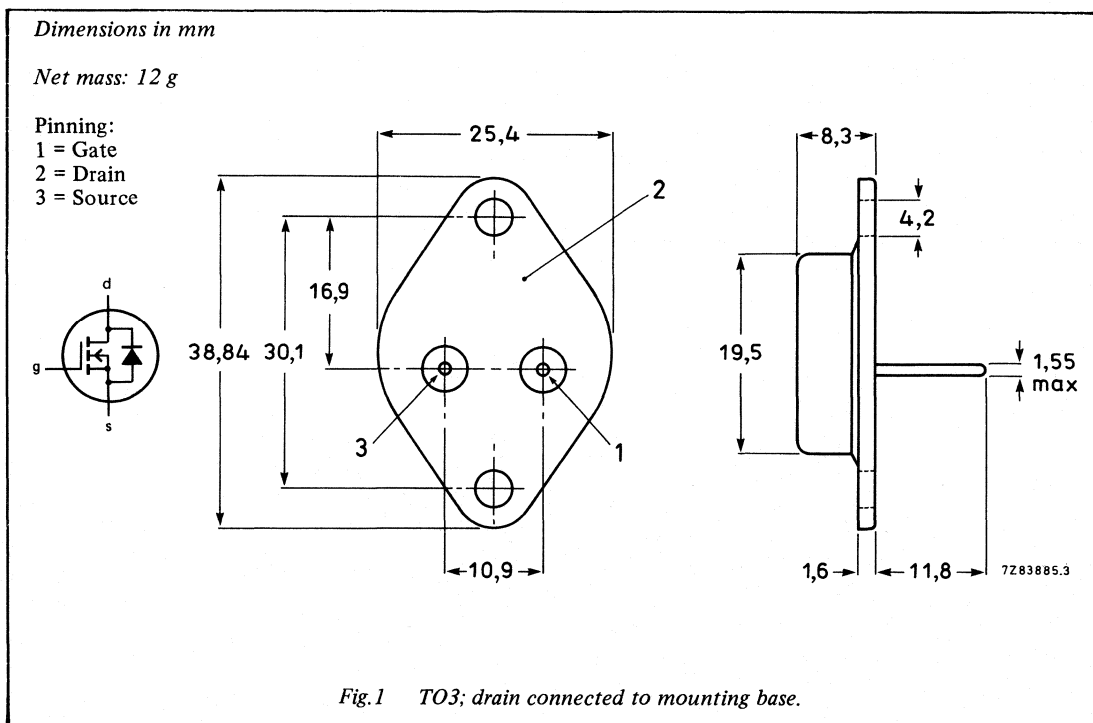 Dimensions in mm
Net mass: 12 g
Pinning:
1 = Gate
2 = Drain
3 = Source
d
g
s
25,4
2
16,9
38,84
30,1
3
1
10,9
8,3
4,2
19,5
1,55
max
1,6
11,8
7Z83885.3
Fig.1 TO3; drain connected to mounting base.